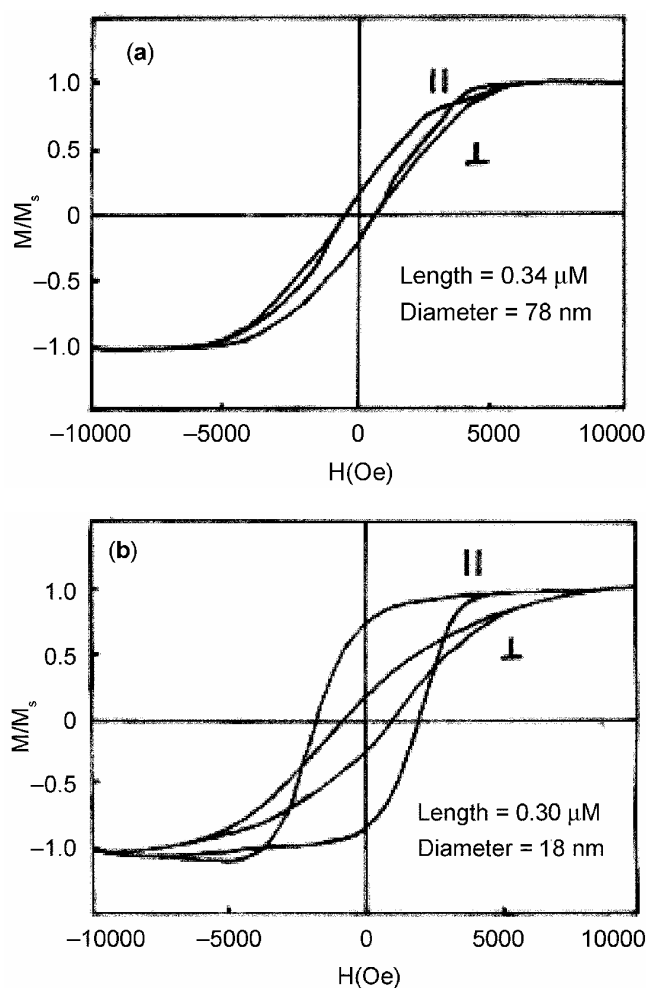 (a)
||
1.0
0.5
⊥
M/Ms
0
Length = 0.34 μM
–0.5
Diameter = 78 nm
–1.0
–10000 –5000 0 5000 10000
H(Oe)
(b)
||
1.0
0.5
⊥
M/Ms
0
–0.5
Length = 0.30 μM
Diameter = 18 nm
–1.0
–10000 –5000 0 5000 10000
H(Oe)